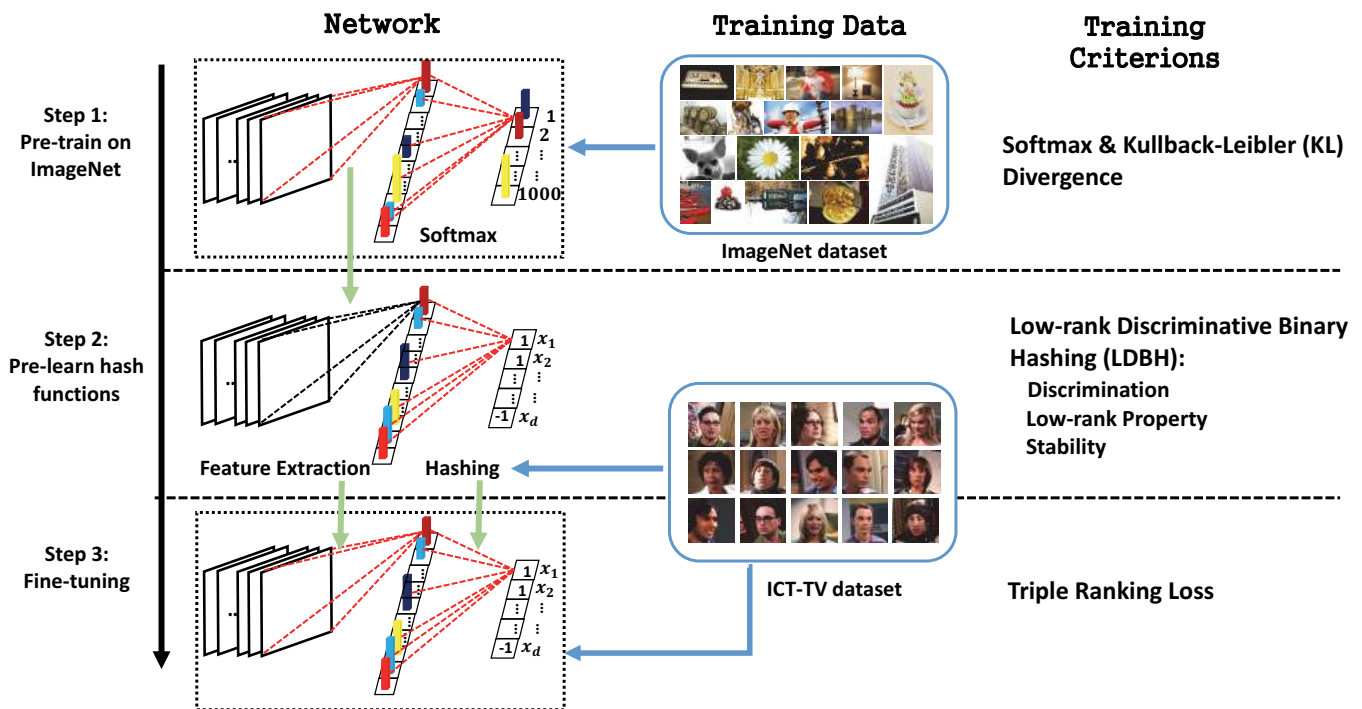 Network
Training Data
Training
Criterions
Step 1:
Pre-train on
ImageNet
1
2
⋮
⋮
1000
Softmax
ImageNet dataset
Softmax & Kullback-Leibler (KL)
Divergence
Step 2:
Pre-learn hash
functions
1 x₁
1 x₂
⋮ ⋮
⋮ ⋮
-1 x_d
Feature Extraction
Hashing
Low-rank Discriminative Binary
Hashing (LDBH):
Discrimination
Low-rank Property
Stability
Step 3:
Fine-tuning
1 x₁
1 x₂
⋮ ⋮
⋮ ⋮
-1 x_d
ICT-TV dataset
Triple Ranking Loss